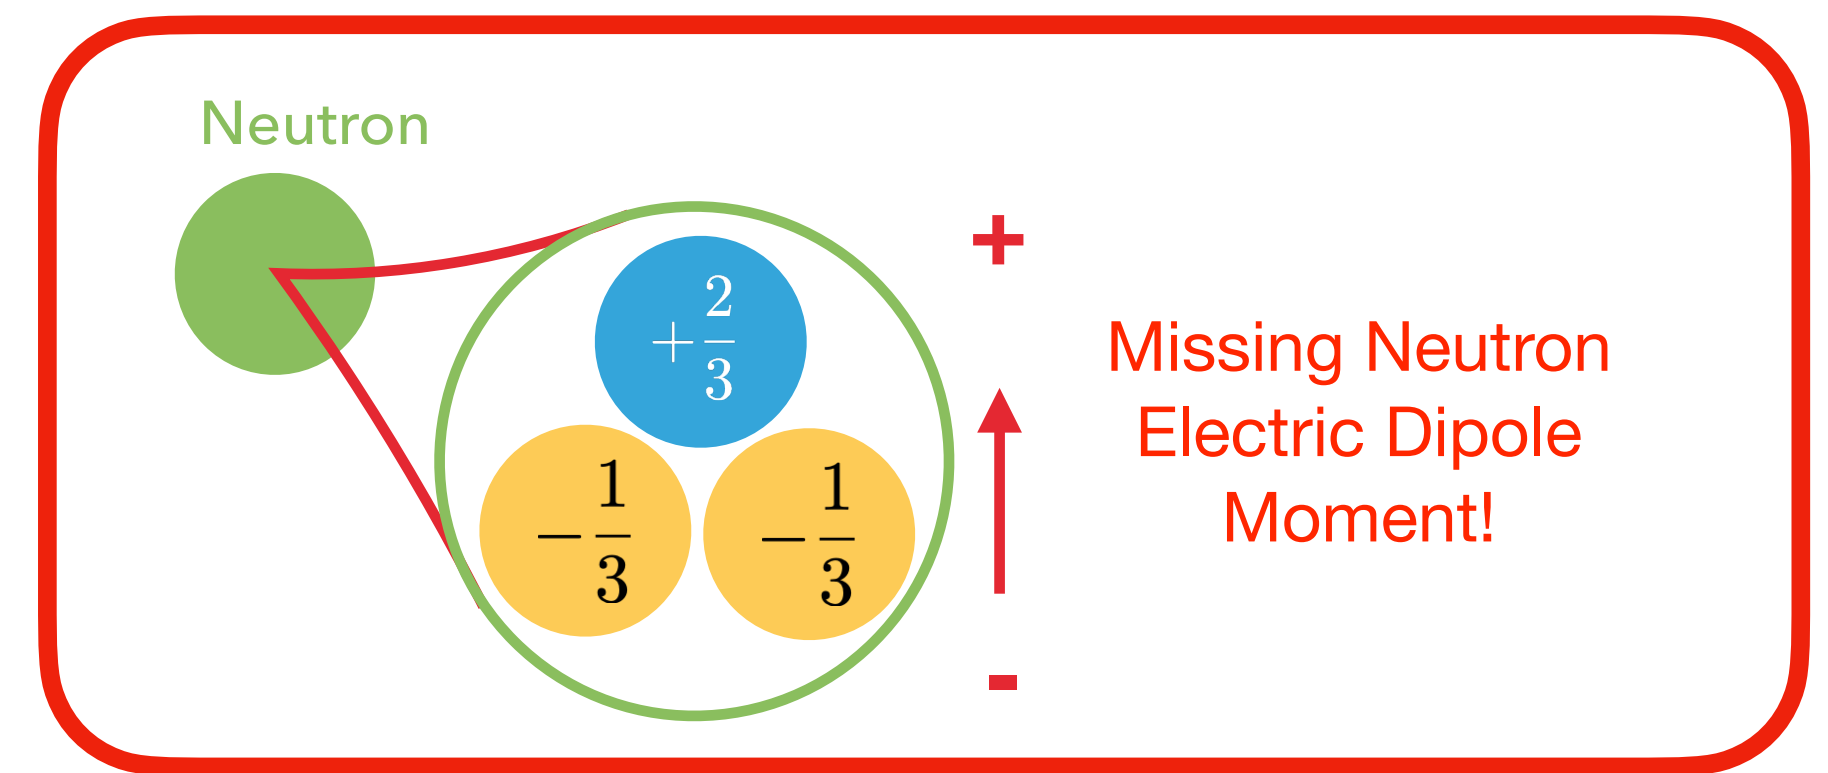 Neutron
+
+2/3
Missing Neutron
Electric Dipole
Moment!
−1/3
−1/3
-